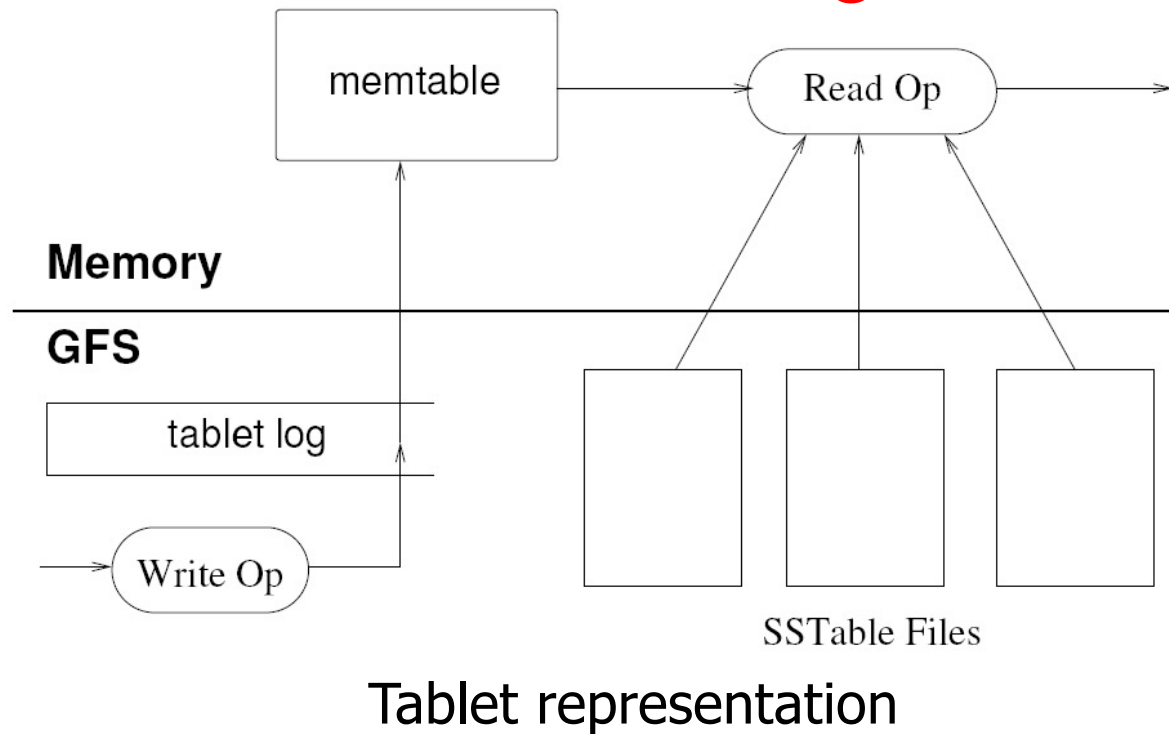 memtable
Read Op
Memory
GFS
tablet log
Write Op
SSTable Files
Tablet representation